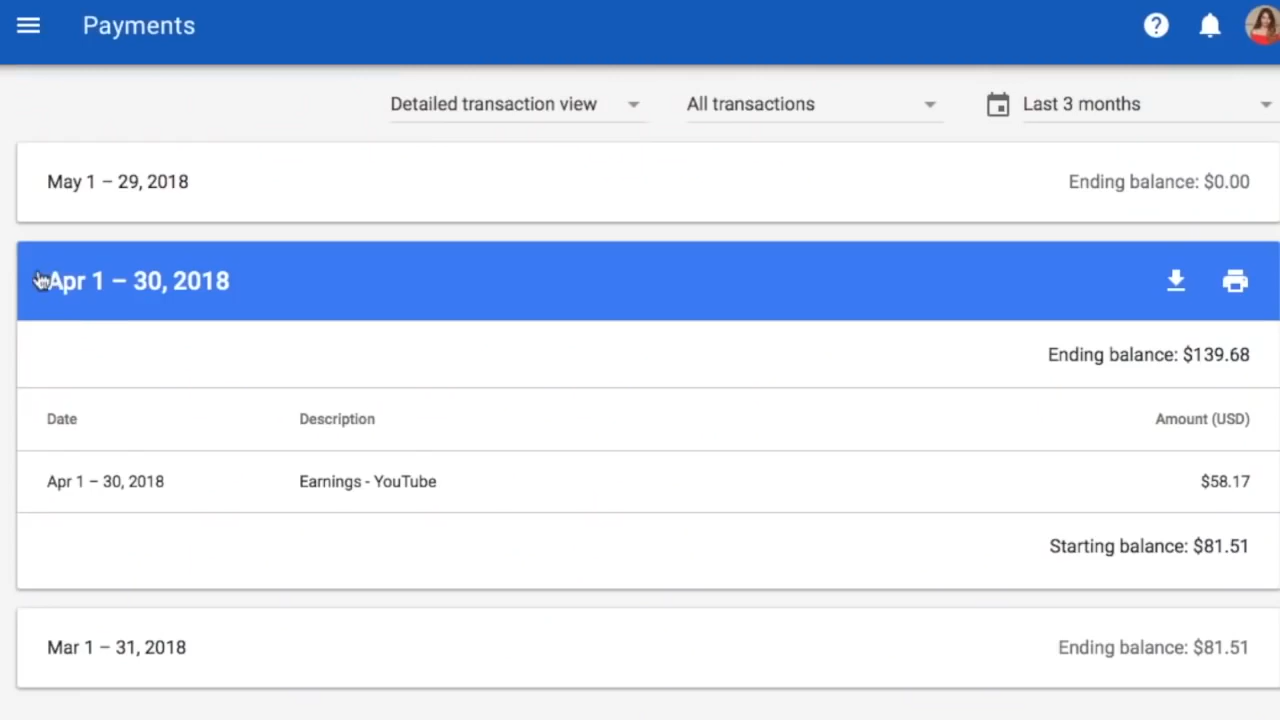 Payments
Detailed transaction view All transactions Last 3 months
May 1 – 29, 2018 Ending balance: $0.00
Apr 1 – 30, 2018
Ending balance: $139.68
Date Description Amount (USD)
Apr 1 – 30, 2018 Earnings - YouTube $58.17
Starting balance: $81.51
Mar 1 – 31, 2018 Ending balance: $81.51